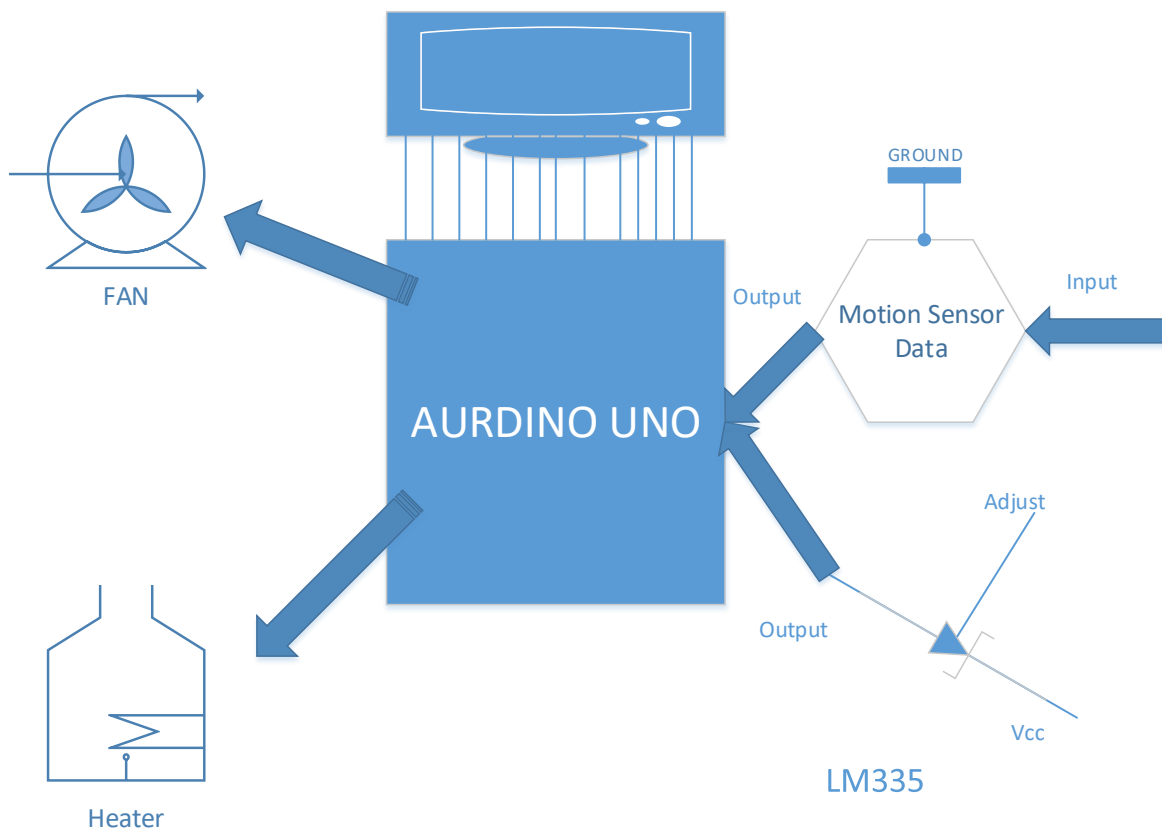 GROUND
FAN
Output
Input
Motion Sensor
Data
AURDINO UNO
Adjust
Output
Vcc
LM335
Heater